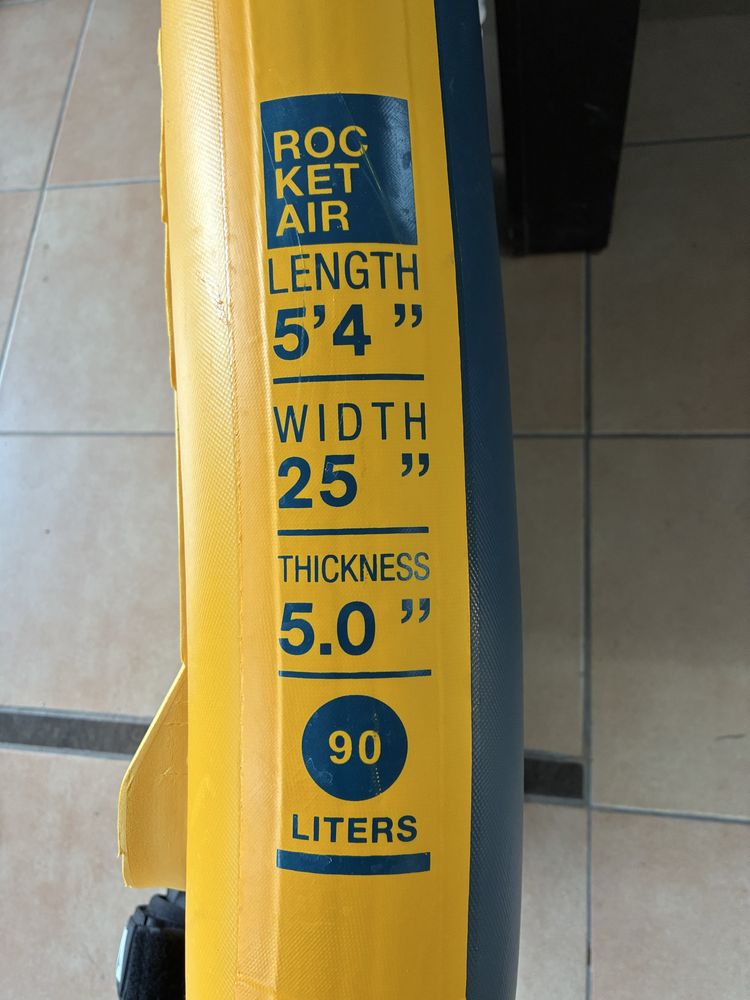 ROC
KET
AIR
LENGTH
5’4 ”
WIDTH
25 ”
THICKNESS
5.0 ”
90
LITERS